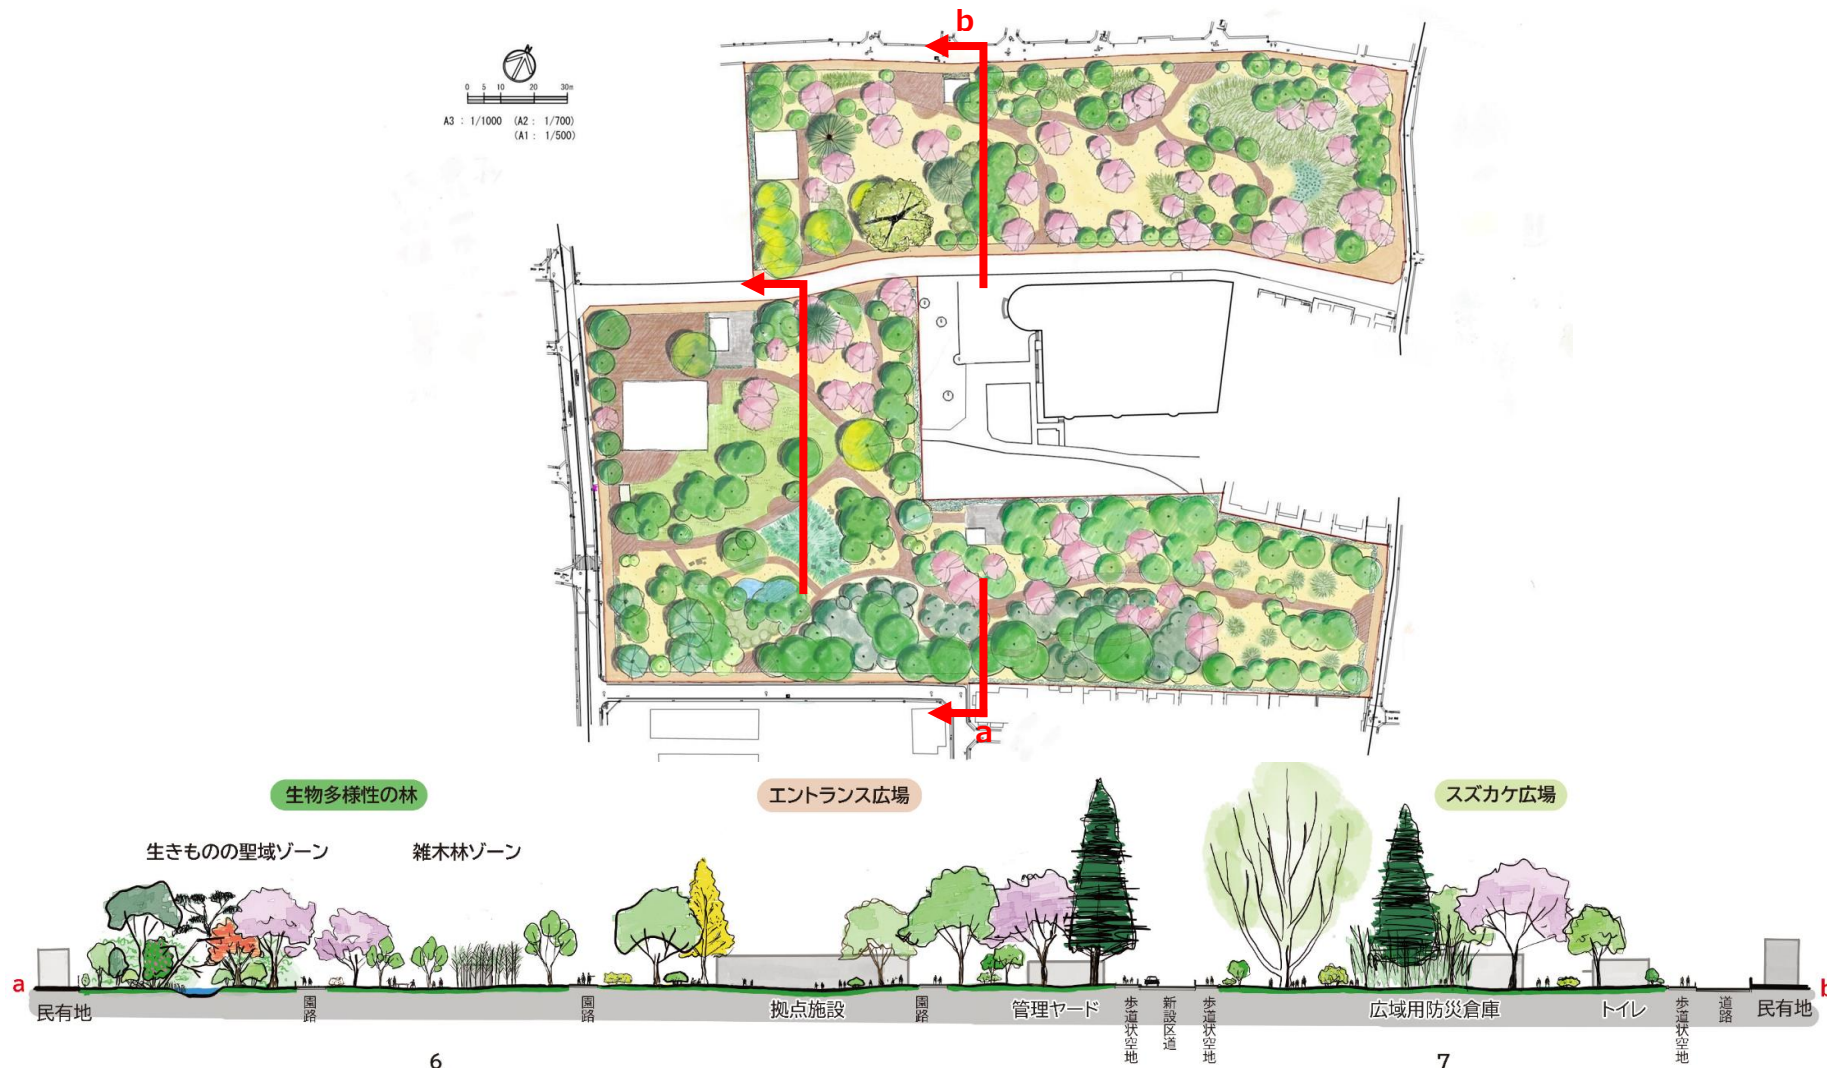 b
N
0 5 10 20 30m
A3 : 1/1000 (A2 : 1/700)
(A1 : 1/500)
a
生物多様性の林
エントランス広場
スズカケ広場
生きものの聖域ゾーン
雑木林ゾーン
a
b
民有地
園路
園路
拠点施設
園路
管理ヤード
歩道状空地
新設区道
歩道状空地
広域用防災倉庫
トイレ
歩道状空地
道路
民有地
6
7